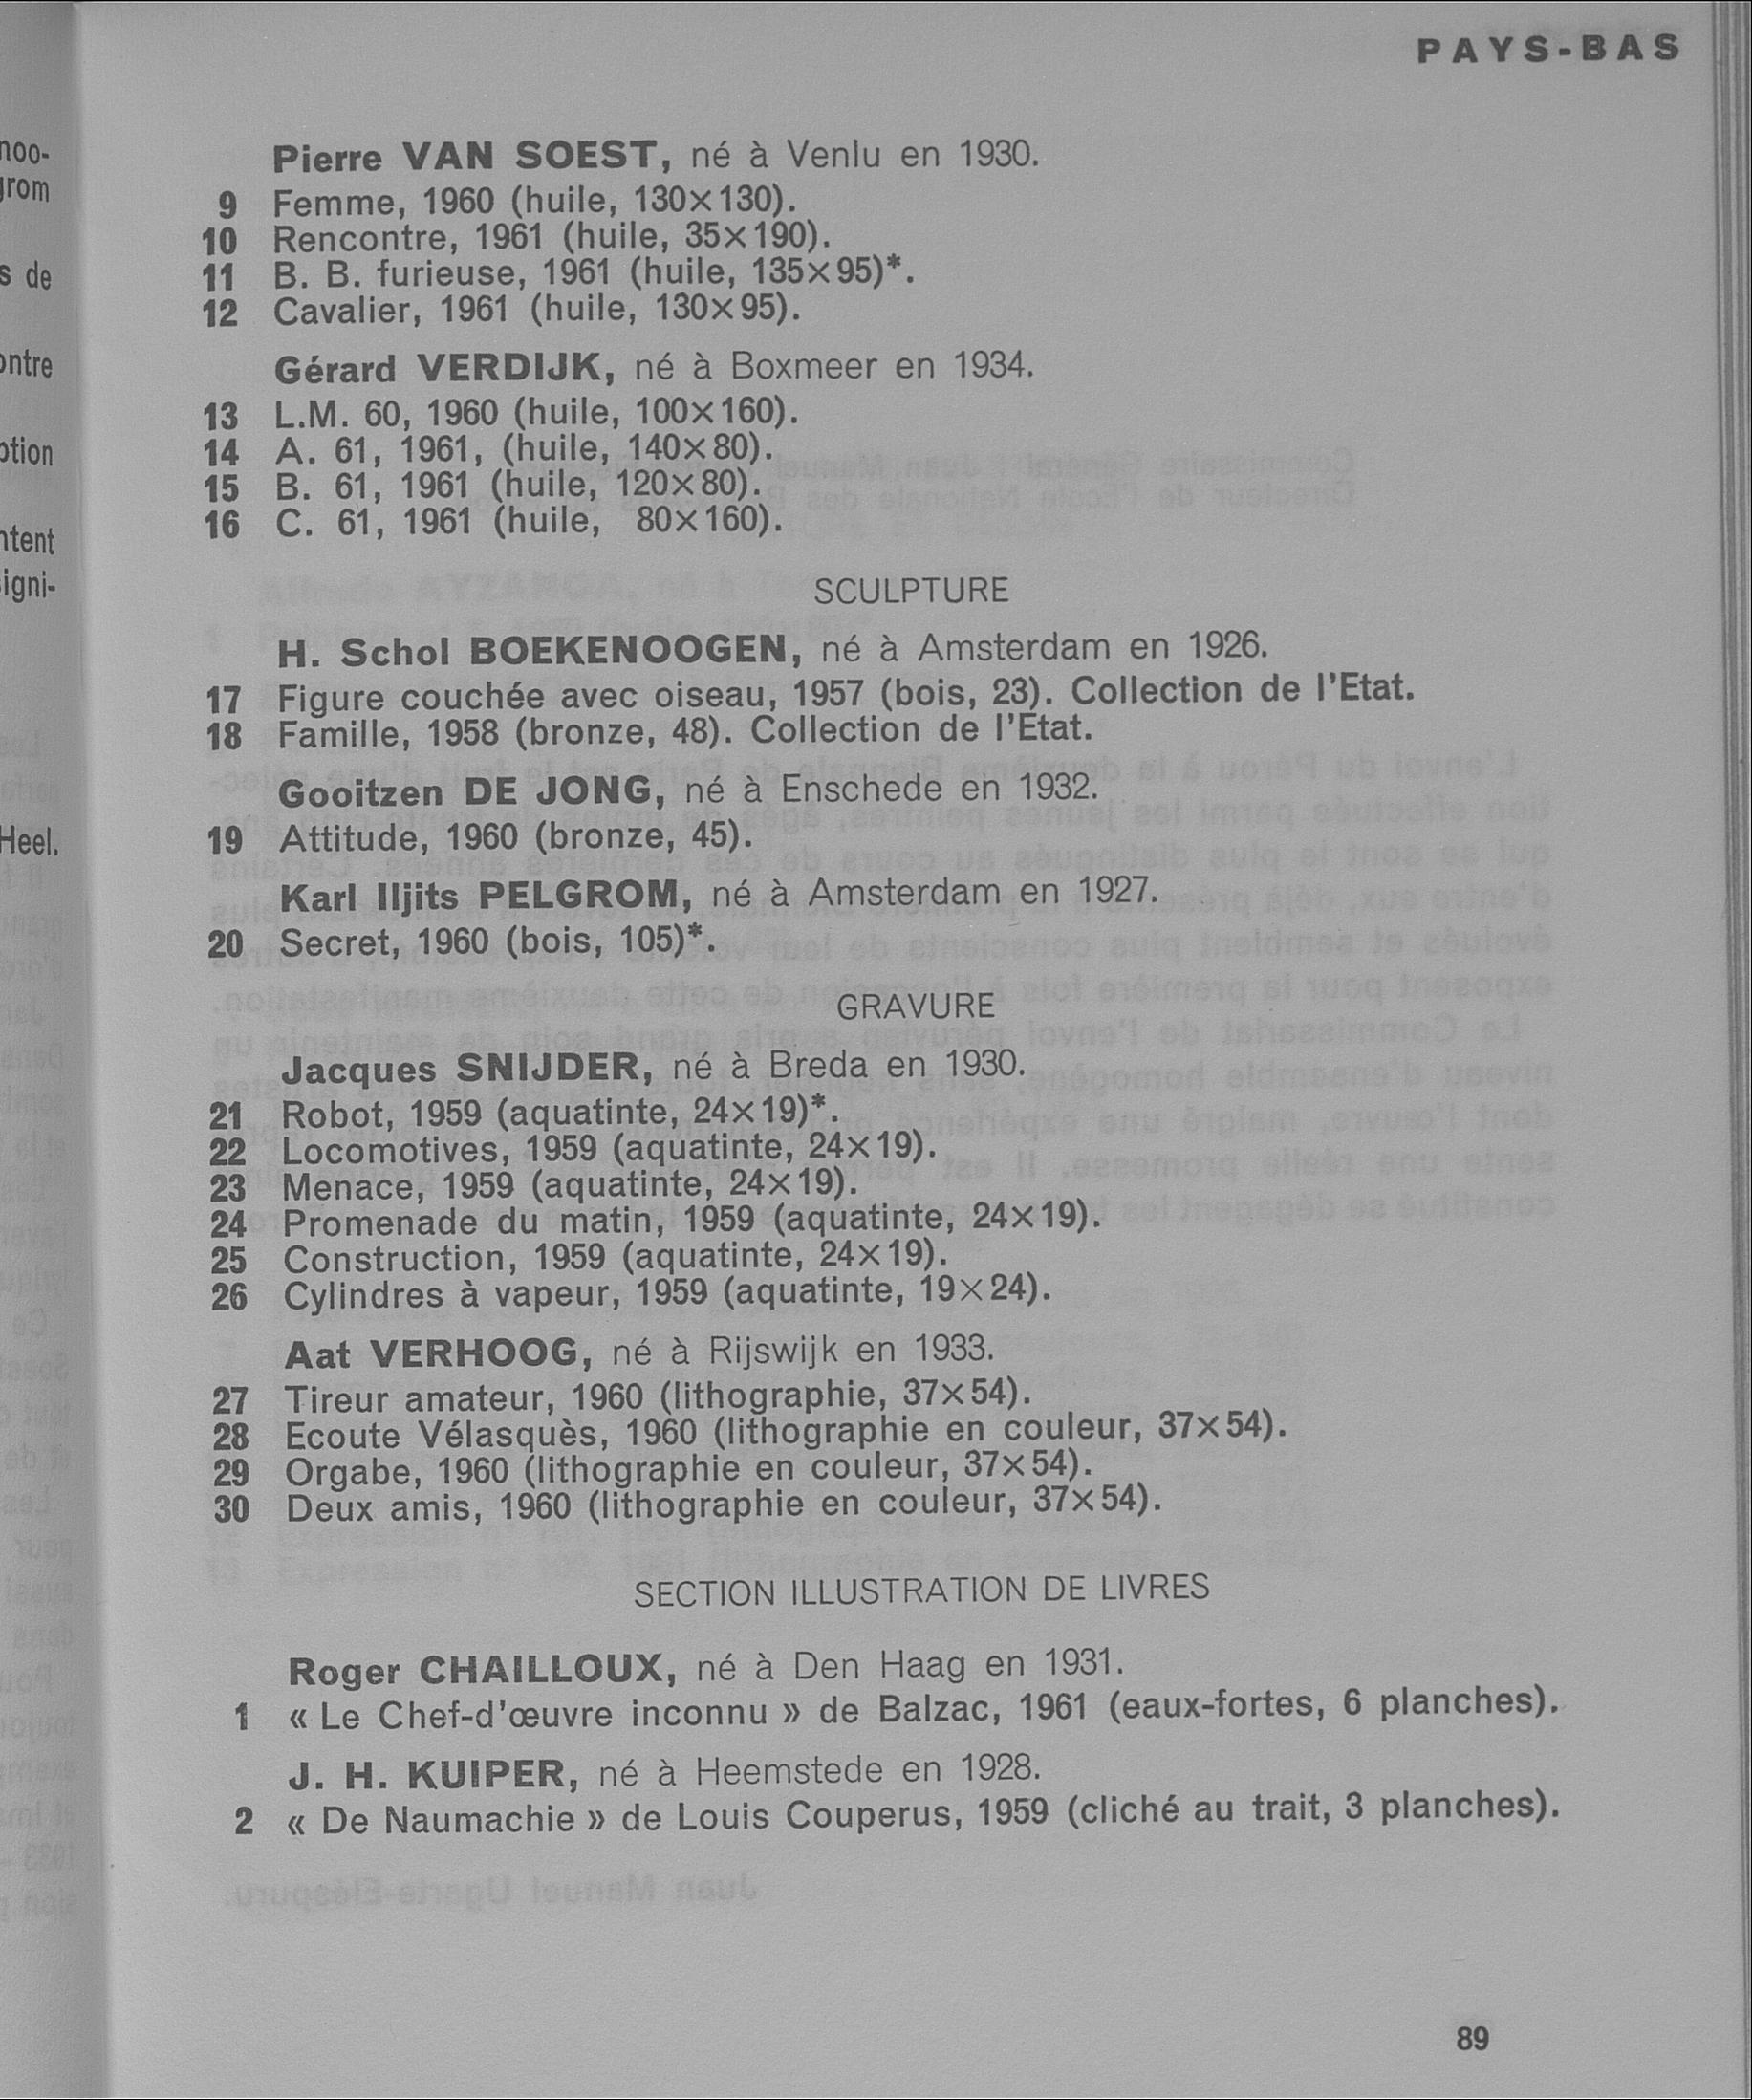 PAYS-BAS
Pierre VAN SOEST, né à Venlu en 1930.
9 Femme, 1960 (huile, 130×130).
10 Rencontre, 1961 (huile, 35×190).
11 B. B. furieuse, 1961 (huile, 135×95)*.
12 Cavalier, 1961 (huile, 130×95).
Gérard VERDIJK, né à Boxmeer en 1934.
13 L.M. 60, 1960 (huile, 100×160).
14 A. 61, 1961, (huile, 140×80).
15 B. 61, 1961 (huile, 120×80).
16 C. 61, 1961 (huile, 80×160).
SCULPTURE
H. Schol BOEKENOOGEN, né à Amsterdam en 1926.
17 Figure couchée avec oiseau, 1957 (bois, 23). Collection de l'Etat.
18 Famille, 1958 (bronze, 48). Collection de l'Etat.
Gooitzen DE JONG, né à Enschede en 1932.
19 Attitude, 1960 (bronze, 45).
Karl Iljits PELGROM, né à Amsterdam en 1927.
20 Secret, 1960 (bois, 105)*.
GRAVURE
Jacques SNIJDER, né à Breda en 1930.
21 Robot, 1959 (aquatinte, 24×19)*.
22 Locomotives, 1959 (aquatinte, 24×19).
23 Menace, 1959 (aquatinte, 24×19).
24 Promenade du matin, 1959 (aquatinte, 24×19).
25 Construction, 1959 (aquatinte, 24×19).
26 Cylindres à vapeur, 1959 (aquatinte, 19×24).
Aat VERHOOG, né à Rijswijk en 1933.
27 Tireur amateur, 1960 (lithographie, 37×54).
28 Ecoute Vélasquès, 1960 (lithographie en couleur, 37×54).
29 Orgabe, 1960 (lithographie en couleur, 37×54).
30 Deux amis, 1960 (lithographie en couleur, 37×54).
SECTION ILLUSTRATION DE LIVRES
Roger CHAILLOUX, né à Den Haag en 1931.
1 « Le Chef-d'œuvre inconnu » de Balzac, 1961 (eaux-fortes, 6 planches).
J. H. KUIPER, né à Heemstede en 1928.
2 « De Naumachie » de Louis Couperus, 1959 (cliché au trait, 3 planches).
89